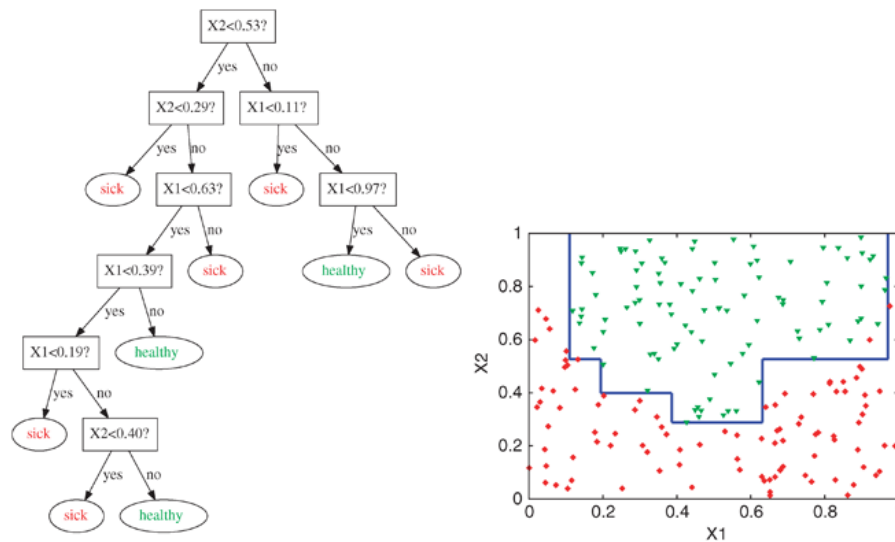 X2<0.53?
yes no
X2<0.29? X1<0.11?
yes no yes no
sick X1<0.63? sick X1<0.97?
yes no yes no
X1<0.39? sick healthy sick
yes no
X1<0.19? healthy
yes no
sick X2<0.40?
yes no
sick healthy
1
0.8
0.6
0.4
0.2
0
X2
0 0.2 0.4 0.6 0.8
X1